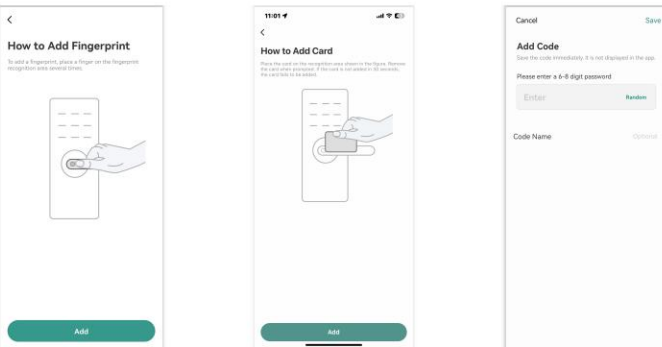 How to Add Fingerprint
To add a fingerprint, place a finger on the fingerprint
recognition area several times.
Add
11:01
How to Add Card
Place the card on the recognition area shown in the figure. Remove
the card when prompted. If the card is not added in 30 seconds,
the card fails to be added.
Add
Cancel
Save
Add Code
Save the code immediately. It is not displayed in the app.
Please enter a 6-8 digit password
Enter
Random
Code Name
Optional